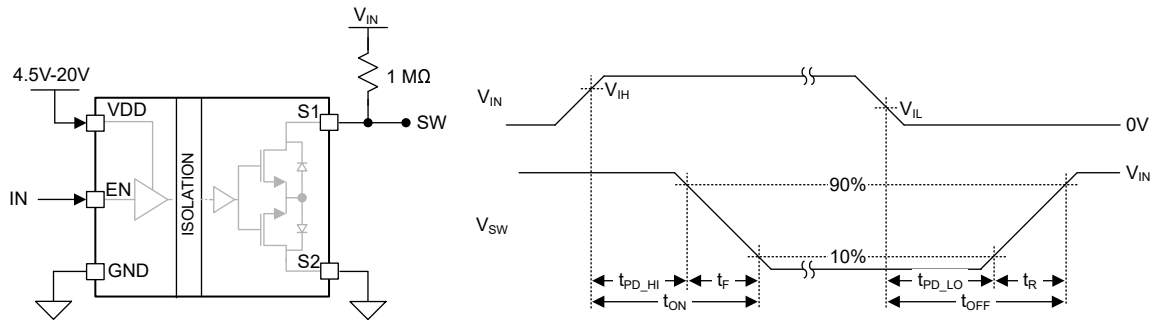 V_IN
1 MΩ
4.5V-20V
VDD
S1
SW
ISOLATION
IN
EN
GND
S2
V_IN
V_IH
V_IL
0V
V_SW
90%
V_IN
10%
t_PD_HI
t_F
t_PD_LO
t_R
t_ON
t_OFF